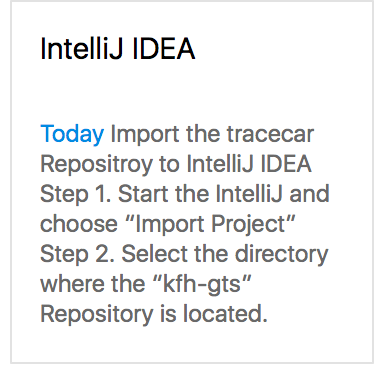 IntelliJ IDEA
Today Import the tracecar
Repositroy to IntelliJ IDEA
Step 1. Start the IntelliJ and
choose “Import Project”
Step 2. Select the directory
where the “kfh-gts”
Repository is located.